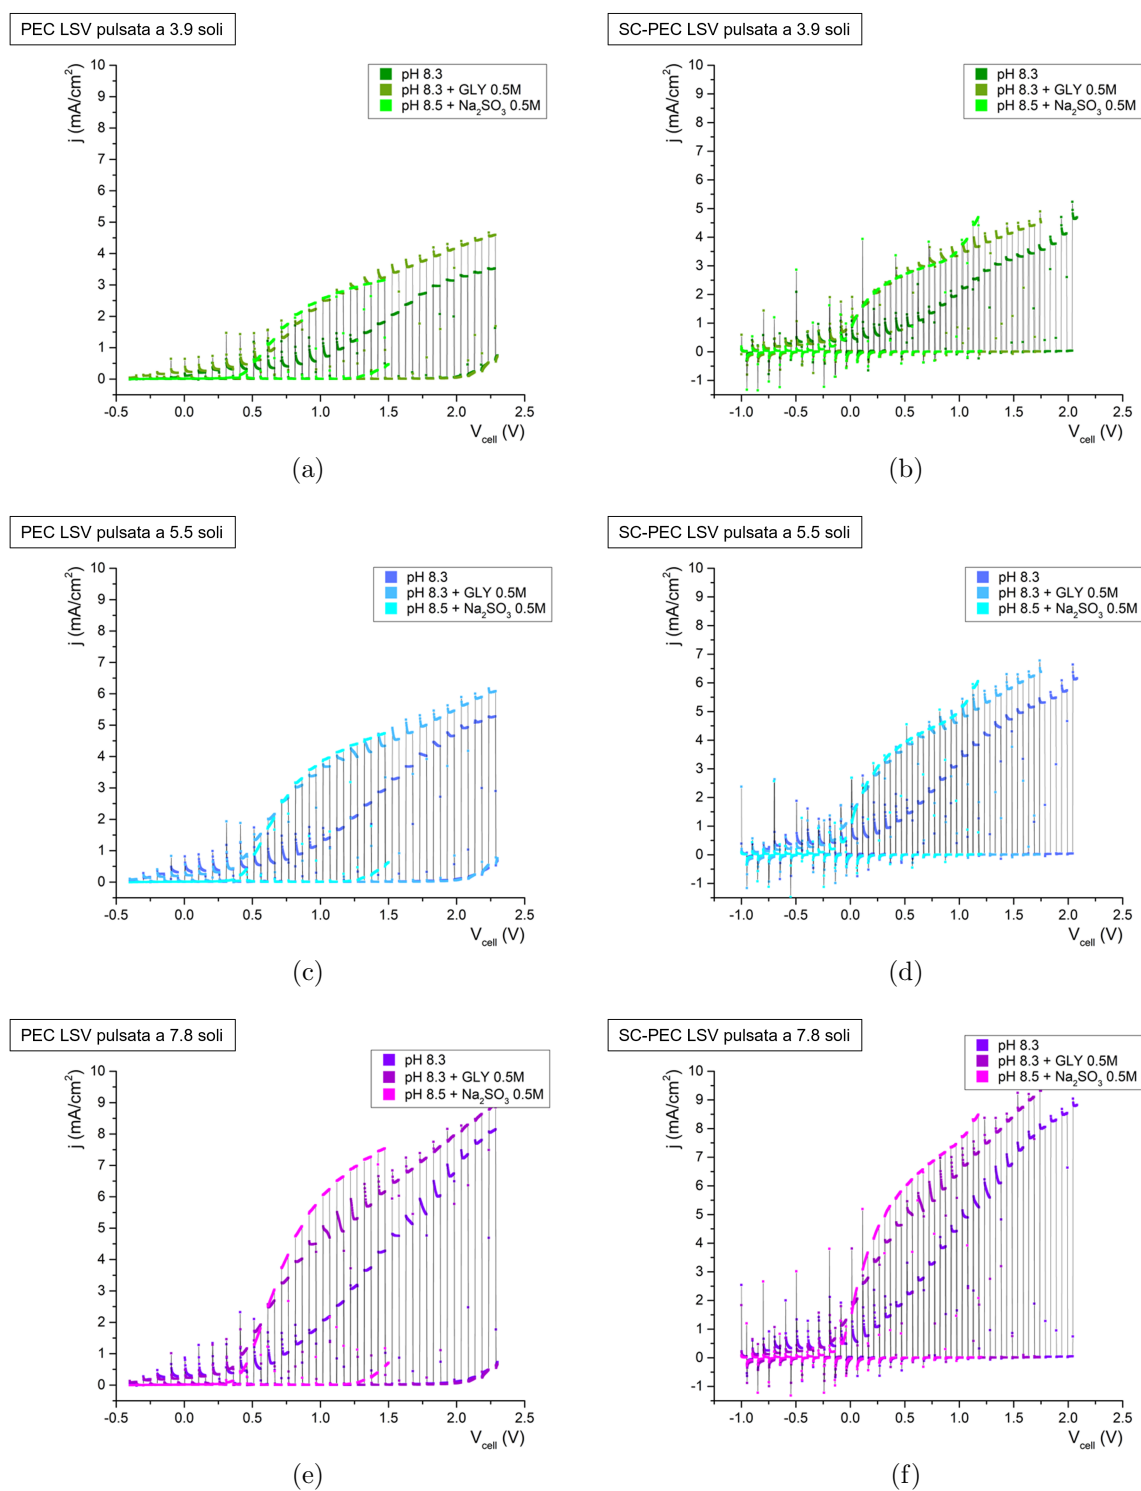 PEC LSV pulsata a 3.9 soli
SC-PEC LSV pulsata a 3.9 soli
10
9
8
7
6
5
4
3
2
1
0
j (mA/cm²)
pH 8.3
pH 8.3 + GLY 0.5M
pH 8.5 + Na₂SO₃ 0.5M
-0.5 0.0 0.5 1.0 1.5 2.0 2.5
V cell (V)
(a)
10
9
8
7
6
5
4
3
2
1
0
-1
j (mA/cm²)
pH 8.3
pH 8.3 + GLY 0.5M
pH 8.5 + Na₂SO₃ 0.5M
-1.0 -0.5 0.0 0.5 1.0 1.5 2.0 2.5
V cell (V)
(b)
PEC LSV pulsata a 5.5 soli
SC-PEC LSV pulsata a 5.5 soli
10
9
8
7
6
5
4
3
2
1
0
j (mA/cm²)
pH 8.3
pH 8.3 + GLY 0.5M
pH 8.5 + Na₂SO₃ 0.5M
-0.5 0.0 0.5 1.0 1.5 2.0 2.5
V cell (V)
(c)
10
9
8
7
6
5
4
3
2
1
0
-1
j (mA/cm²)
pH 8.3
pH 8.3 + GLY 0.5M
pH 8.5 + Na₂SO₃ 0.5M
-1.0 -0.5 0.0 0.5 1.0 1.5 2.0 2.5
V cell (V)
(d)
PEC LSV pulsata a 7.8 soli
SC-PEC LSV pulsata a 7.8 soli
10
9
8
7
6
5
4
3
2
1
0
j (mA/cm²)
pH 8.3
pH 8.3 + GLY 0.5M
pH 8.5 + Na₂SO₃ 0.5M
-0.5 0.0 0.5 1.0 1.5 2.0 2.5
V cell (V)
(e)
10
9
8
7
6
5
4
3
2
1
0
-1
j (mA/cm²)
pH 8.3
pH 8.3 + GLY 0.5M
pH 8.5 + Na₂SO₃ 0.5M
-1.0 -0.5 0.0 0.5 1.0 1.5 2.0 2.5
V cell (V)
(f)